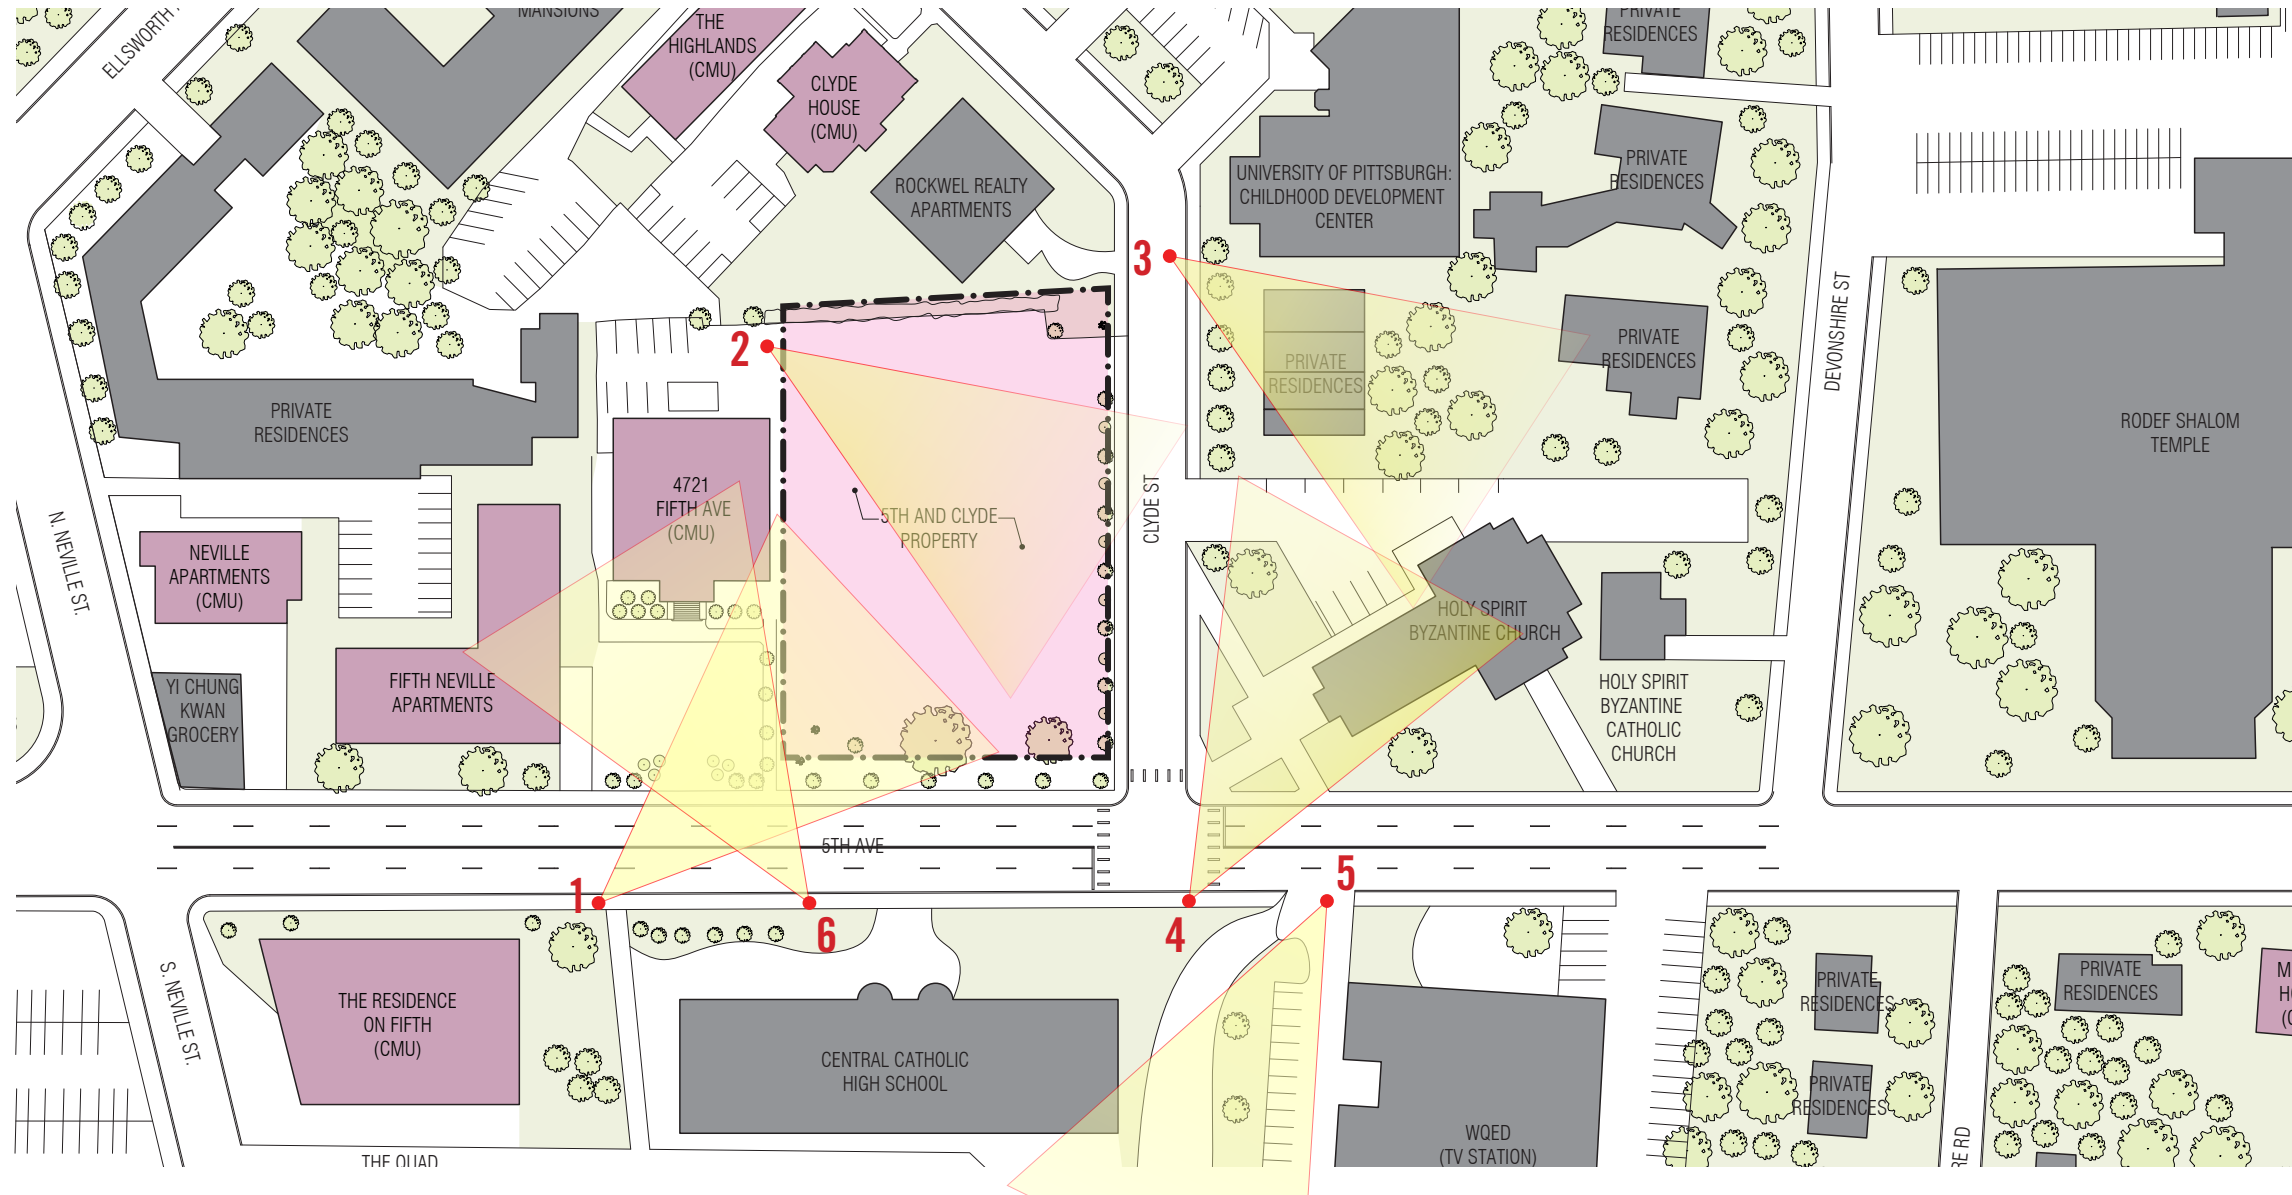 ELLSWORTH
MANSIONS
THE
HIGHLANDS
(CMU)
CLYDE
HOUSE
(CMU)
ROCKWEL REALTY
APARTMENTS
PRIVATE
RESIDENCES
UNIVERSITY OF PITTSBURGH:
CHILDHOOD DEVELOPMENT
CENTER
PRIVATE
RESIDENCES
3
2
PRIVATE
RESIDENCES
PRIVATE
RESIDENCES
DEVONSHIRE ST
RODEF SHALOM
TEMPLE
PRIVATE
RESIDENCES
4721
FIFTH AVE
(CMU)
5TH AND CLYDE
PROPERTY
CLYDE ST
N. NEVILLE ST.
NEVILLE
APARTMENTS
(CMU)
HOLY SPIRIT
BYZANTINE CHURCH
YI CHUNG
KWAN
GROCERY
FIFTH NEVILLE
APARTMENTS
HOLY SPIRIT
BYZANTINE
CATHOLIC
CHURCH
5TH AVE
1
6
4
5
S. NEVILLE ST.
THE RESIDENCE
ON FIFTH
(CMU)
CENTRAL CATHOLIC
HIGH SCHOOL
WQED
(TV STATION)
PRIVATE
RESIDENCES
PRIVATE
RESIDENCES
PRIVATE
RESIDENCES
THE QUAD
RE RD